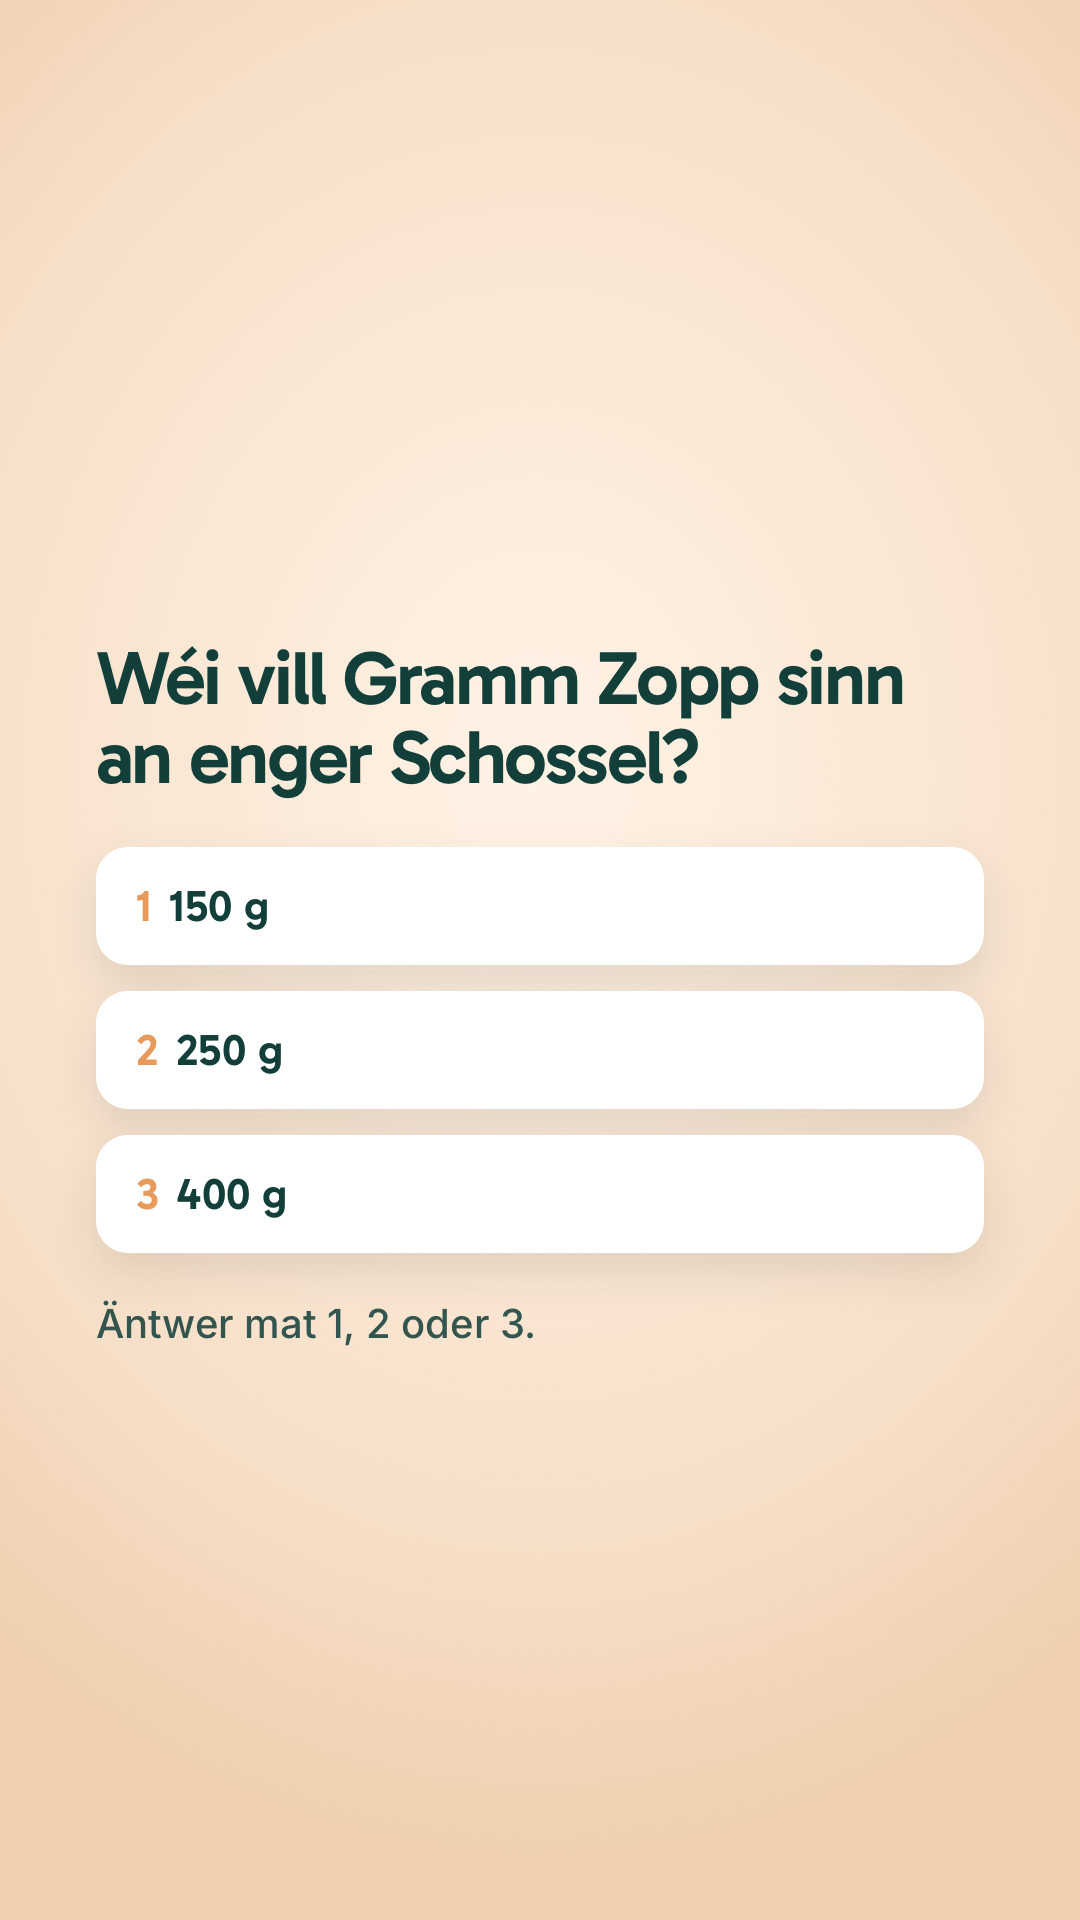 Wéi vill Gramm Zopp sinn
an enger Schossel?
1 150 g
2 250 g
3 400 g
Äntwer mat 1, 2 oder 3.